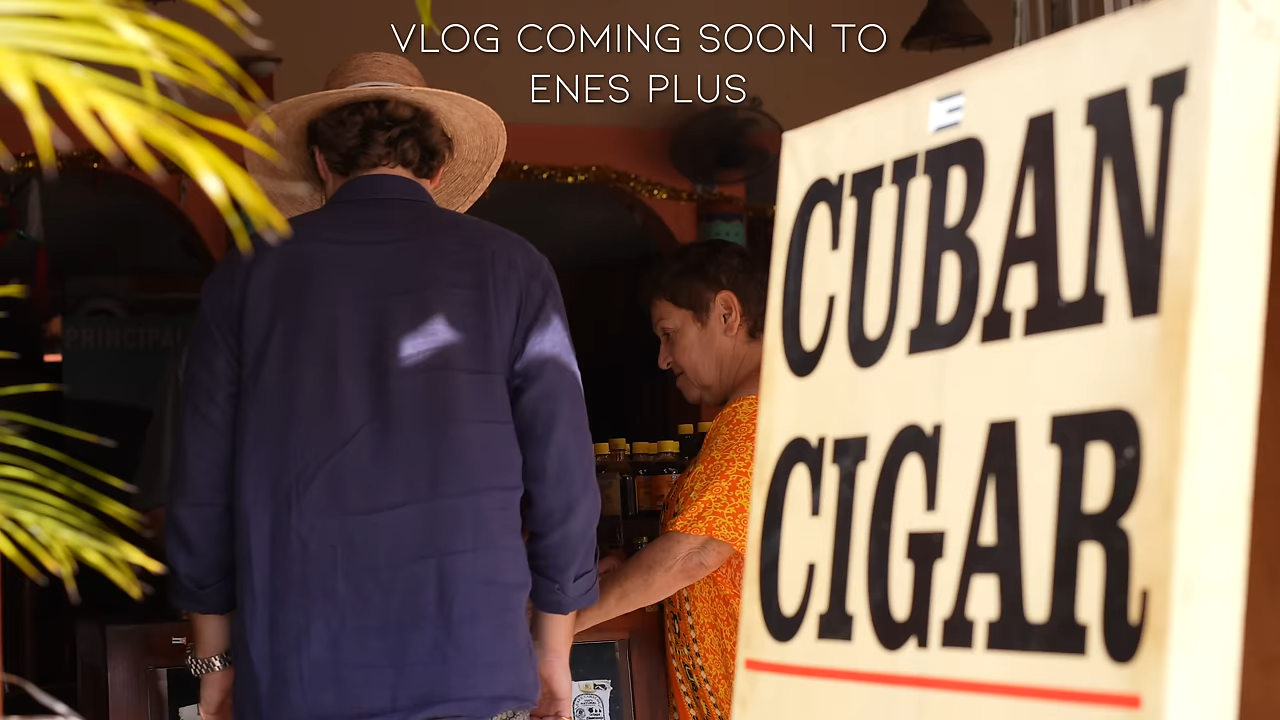 VLOG COMING SOON TO
ENES PLUS
PRINCIPAL
CUBAN
CIGAR